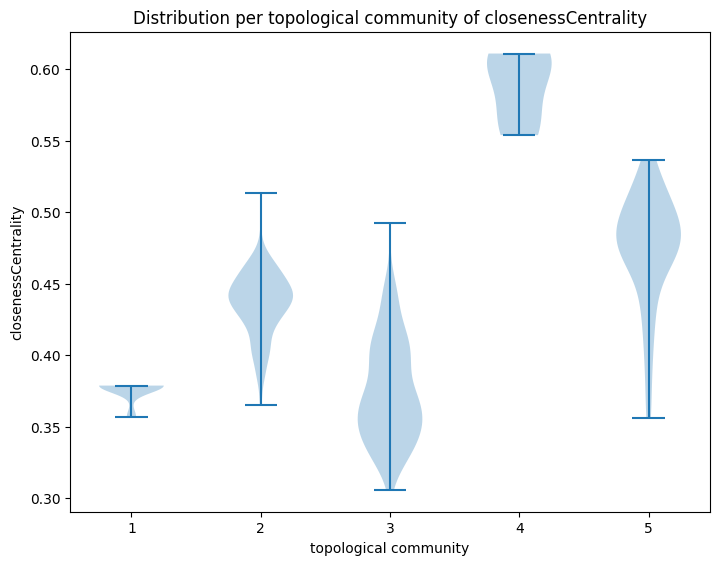 Distribution per topological community of closenessCentrality
closenessCentrality
0.60
0.55
0.50
0.45
0.40
0.35
0.30
1 2 3 4 5
topological community